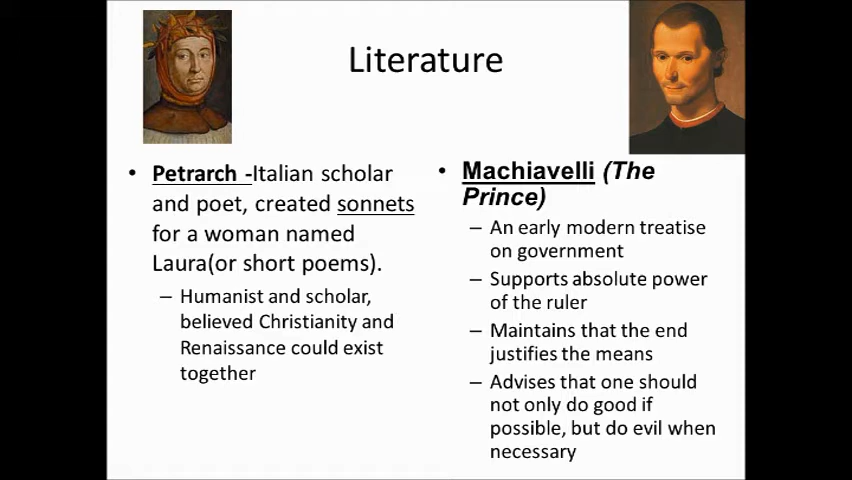 Literature
• Petrarch -Italian scholar
and poet, created sonnets
for a woman named
Laura(or short poems).
– Humanist and scholar,
believed Christianity and
Renaissance could exist
together
• Machiavelli (The
Prince)
– An early modern treatise
on government
– Supports absolute power
of the ruler
– Maintains that the end
justifies the means
– Advises that one should
not only do good if
possible, but do evil when
necessary